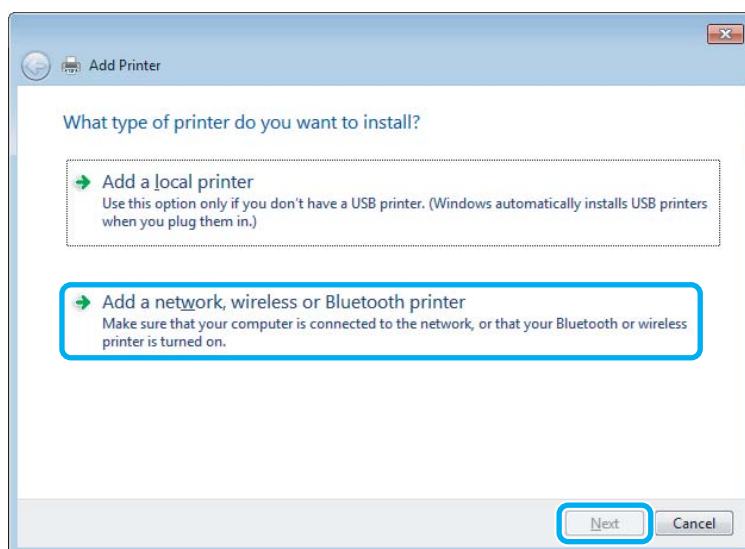 Add Printer
What type of printer do you want to install?
Add a local printer
Use this option only if you don't have a USB printer. (Windows automatically installs USB printers
when you plug them in.)
Add a network, wireless or Bluetooth printer
Make sure that your computer is connected to the network, or that your Bluetooth or wireless
printer is turned on.
Next
Cancel